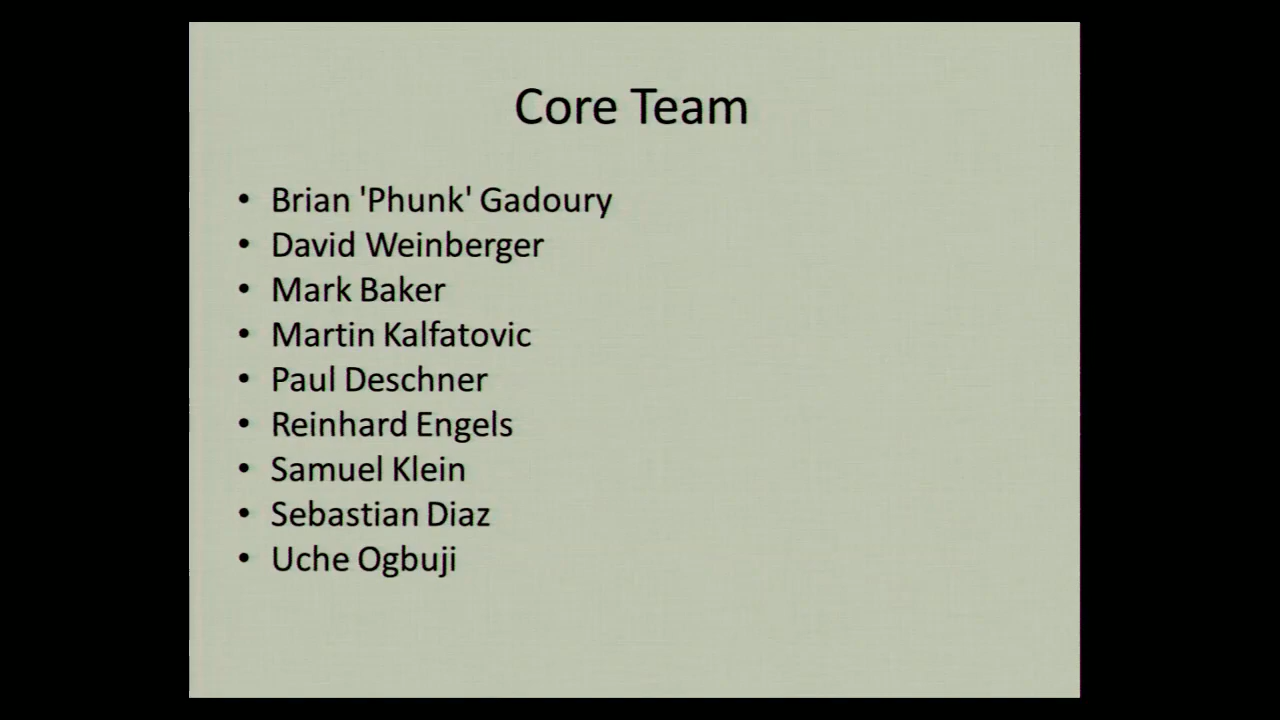 Core Team
• Brian 'Phunk' Gadoury
• David Weinberger
• Mark Baker
• Martin Kalfatovic
• Paul Deschner
• Reinhard Engels
• Samuel Klein
• Sebastian Diaz
• Uche Ogbuji